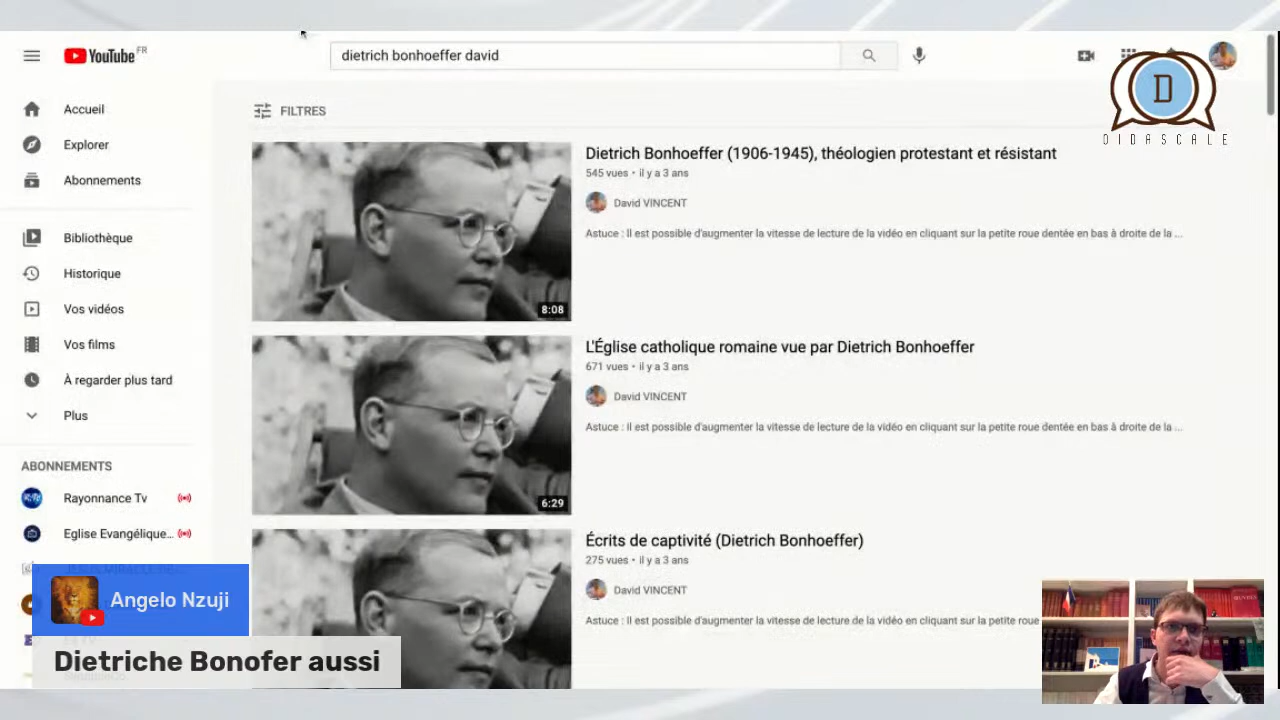 YouTube FR
dietrich bonhoeffer david
DIDASCALE
Accueil
Explorer
Abonnements
Bibliothèque
Historique
Vos vidéos
Vos films
À regarder plus tard
Plus
ABONNEMENTS
Rayonnance Tv
Eglise Evangélique...
FILTRES
Dietrich Bonhoeffer (1906-1945), théologien protestant et résistant
545 vues • il y a 3 ans
David VINCENT
Astuce : Il est possible d'augmenter la vitesse de lecture de la vidéo en cliquant sur la petite roue dentée en bas à droite de la ...
8:08
L'Église catholique romaine vue par Dietrich Bonhoeffer
671 vues • il y a 3 ans
David VINCENT
Astuce : Il est possible d'augmenter la vitesse de lecture de la vidéo en cliquant sur la petite roue dentée en bas à droite de la ...
6:29
Écrits de captivité (Dietrich Bonhoeffer)
275 vues • il y a 3 ans
David VINCENT
Astuce : Il est possible d'augmenter la vitesse de lecture de la vidéo en cliquant sur la petite roue
Angelo Nzuji
Dietriche Bonofer aussi